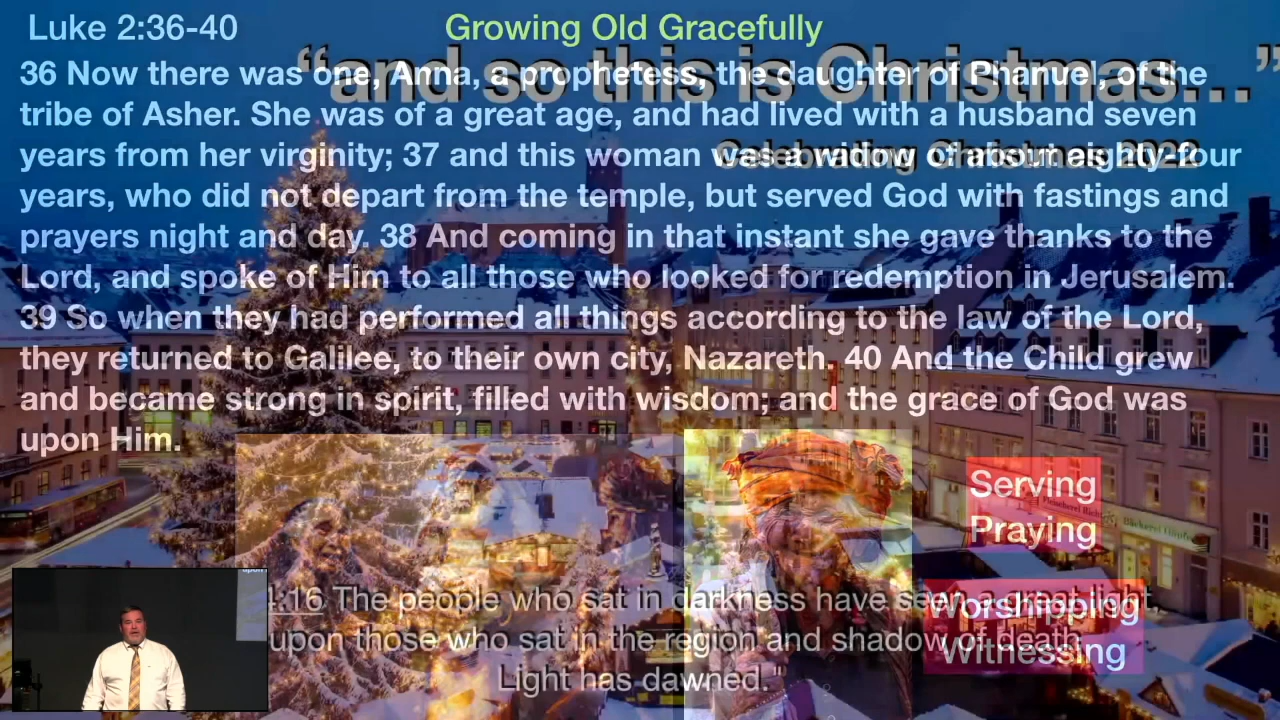 Luke 2:36-40
Growing Old Gracefully
“and so this is Christmas…”
36 Now there was one, Anna, a prophetess, the daughter of Phanuel, of the
tribe of Asher. She was of a great age, and had lived with a husband seven
years from her virginity; 37 and this woman was a widow of about eighty-four
Celebrating Christmas 2022
years, who did not depart from the temple, but served God with fastings and
prayers night and day. 38 And coming in that instant she gave thanks to the
Lord, and spoke of Him to all those who looked for redemption in Jerusalem.
39 So when they had performed all things according to the law of the Lord,
they returned to Galilee, to their own city, Nazareth. 40 And the Child grew
and became strong in spirit, filled with wisdom; and the grace of God was
upon Him.
Serving
Praying
Bäckerei
4:16 The people who sat in darkness have seen a great light,
upon those who sat in the region and shadow of death
Light has dawned."
Worshipping
Witnessing
upon